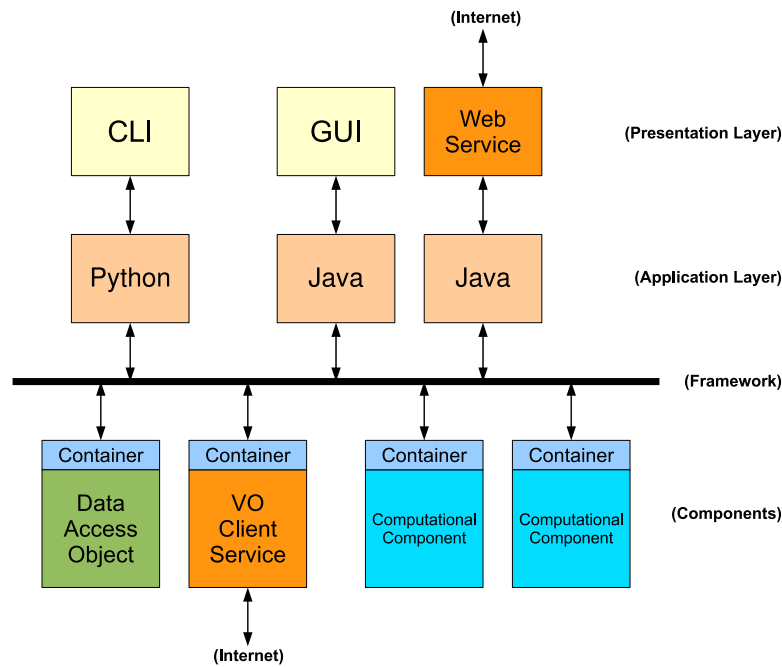 (Internet)
CLI
GUI
Web
Service
(Presentation Layer)
Python
Java
Java
(Application Layer)
(Framework)
Container
Container
Container
Container
Data
Access
Object
VO
Client
Service
Computational
Component
Computational
Component
(Components)
(Internet)